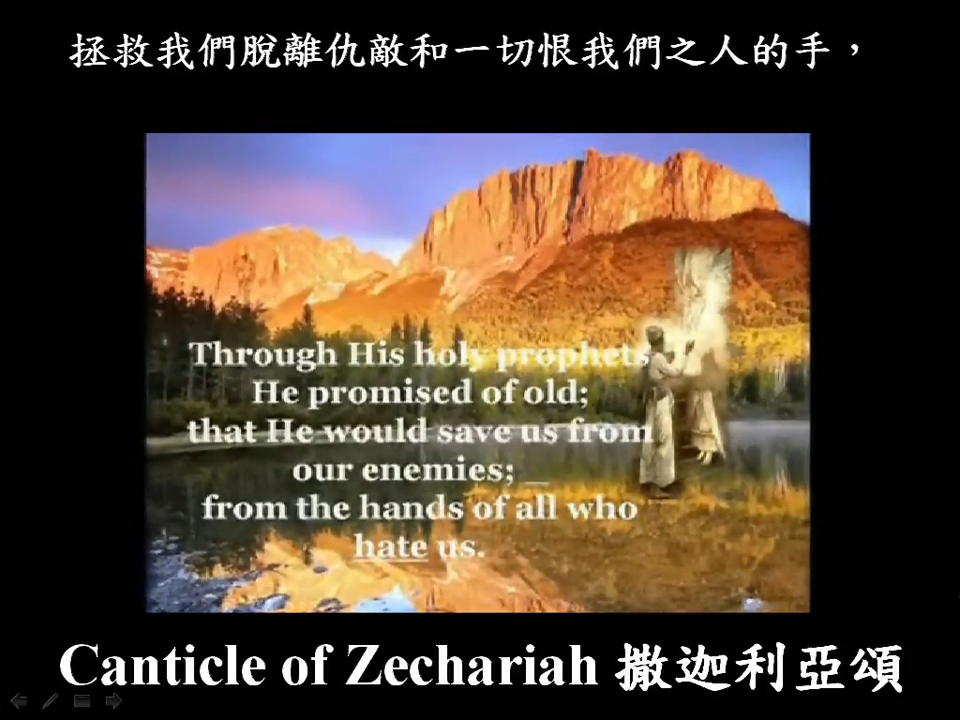 拯救我們脫離仇敵和一切恨我們之人的手，
Through His holy prophets
He promised of old;
that He would save us from
our enemies; _
from the hands of all who
hate us.
Canticle of Zechariah 撒迦利亞頌